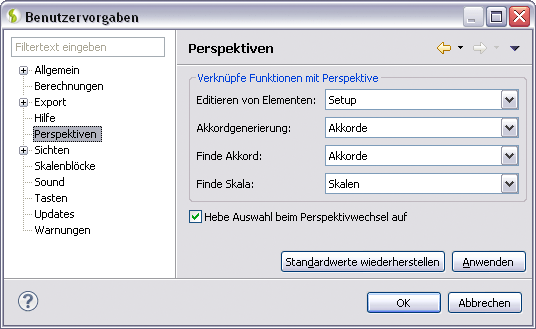 Benutzervorgaben
Filtertext eingeben
Allgemein
Berechnungen
Export
Hilfe
Perspektiven
Sichten
Skalenblöcke
Sound
Tasten
Updates
Warnungen
Perspektiven
Verknüpfe Funktionen mit Perspektive
Editieren von Elementen: Setup
Akkordgenerierung: Akkorde
Finde Akkord: Akkorde
Finde Skala: Skalen
Hebe Auswahl beim Perspektivwechsel auf
Standardwerte wiederherstellen Anwenden
OK Abbrechen